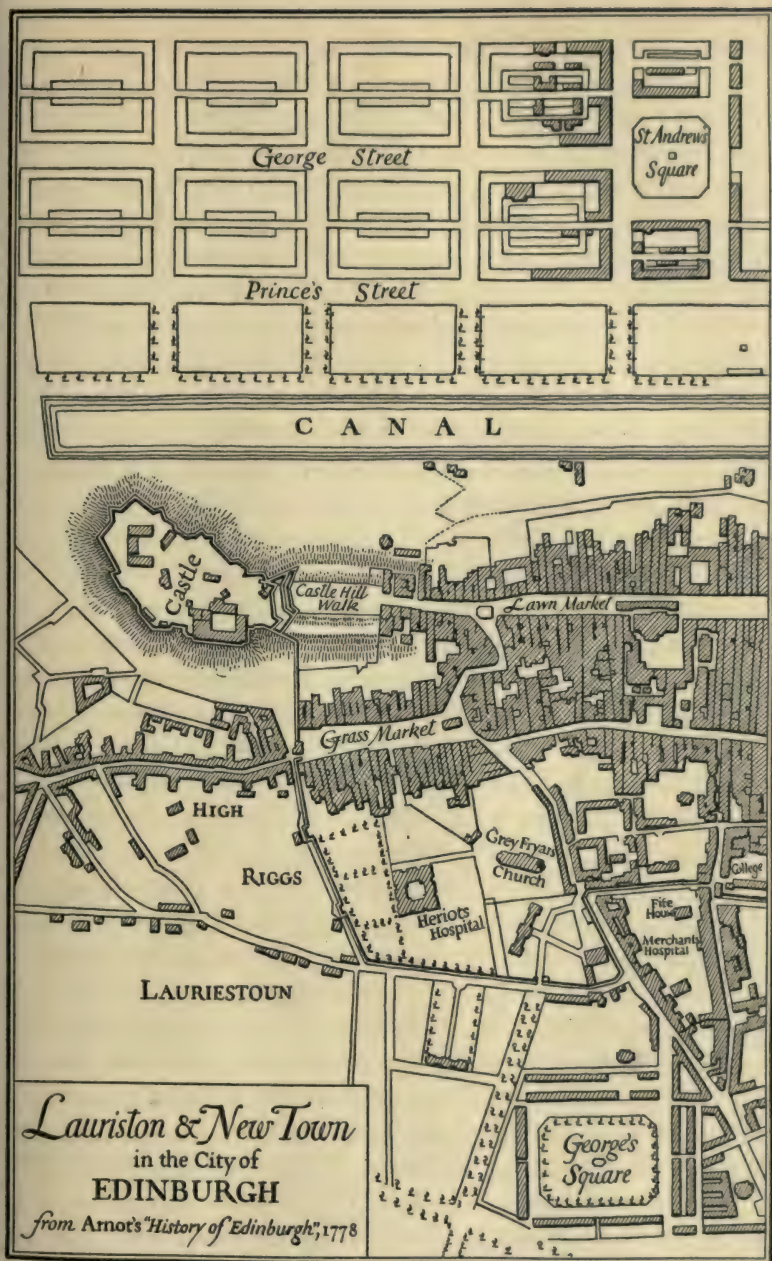 St Andrews
Square
George Street
Prince's Street
CANAL
Castle
Castle Hill
Walk
Lawn Market
Grass Market
HIGH
RIGGS
Grey Fryars
Church
College
Heriots
Hospital
Fife
House
Merchants
Hospital
LAURIESTOUN
George's
Square
Lauriston & New Town
in the City of
EDINBURGH
from Arnot's "History of Edinburgh", 1778